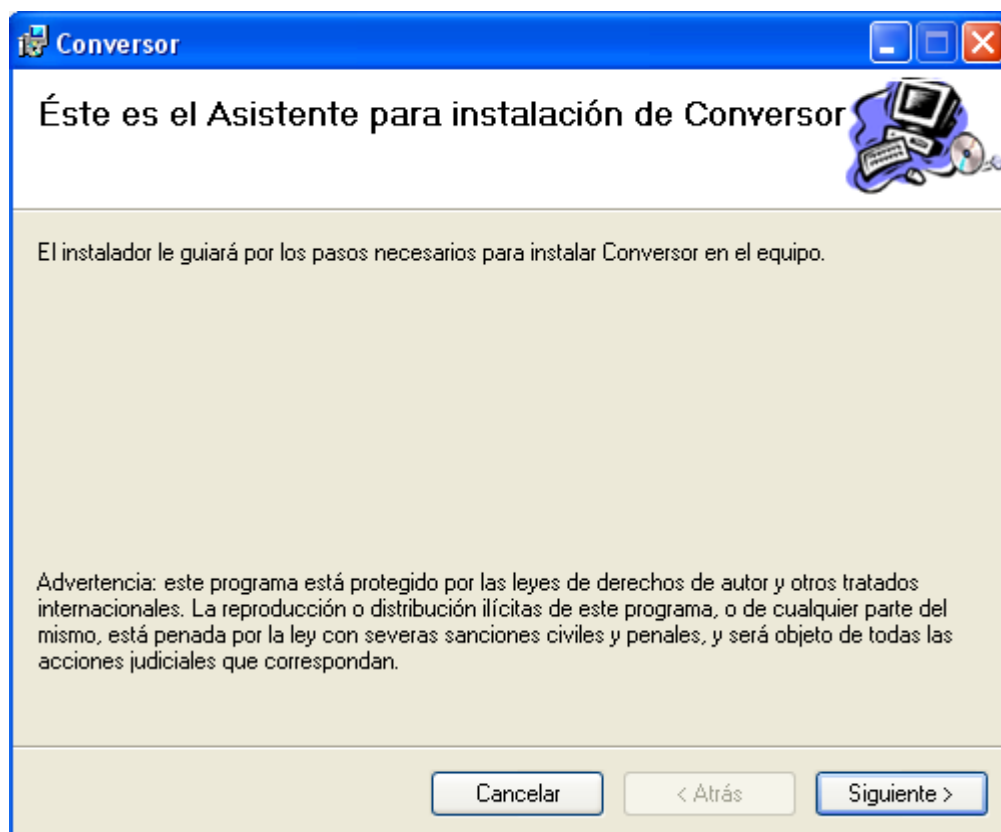 Conversor
Éste es el Asistente para instalación de Conversor
El instalador le guiará por los pasos necesarios para instalar Conversor en el equipo.
Advertencia: este programa está protegido por las leyes de derechos de autor y otros tratados
internacionales. La reproducción o distribución ilícitas de este programa, o de cualquier parte del
mismo, está penada por la ley con severas sanciones civiles y penales, y será objeto de todas las
acciones judiciales que correspondan.
Cancelar
< Atrás
Siguiente >